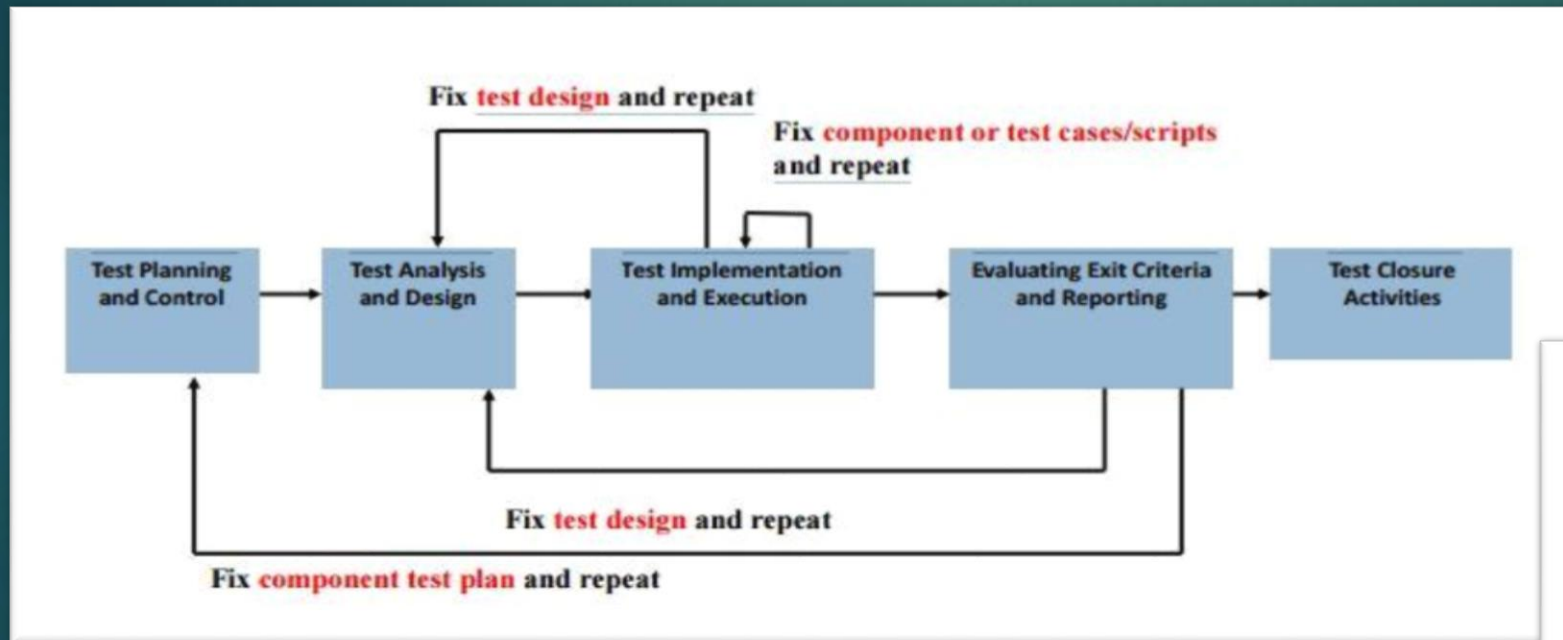 Fix test design and repeat
Fix component or test cases/scripts
and repeat
Test Planning
and Control
Test Analysis
and Design
Test Implementation
and Execution
Evaluating Exit Criteria
and Reporting
Test Closure
Activities
Fix test design and repeat
Fix component test plan and repeat